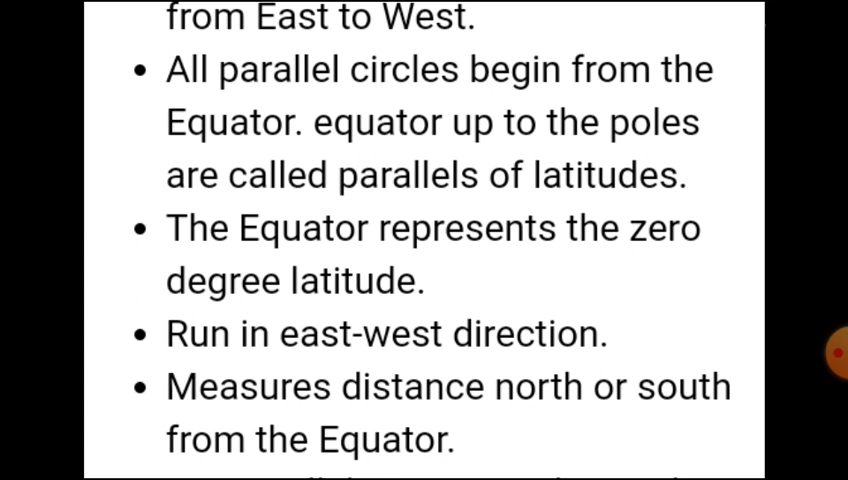 from East to West.
• All parallel circles begin from the
Equator. equator up to the poles
are called parallels of latitudes.
• The Equator represents the zero
degree latitude.
• Run in east-west direction.
• Measures distance north or south
from the Equator.